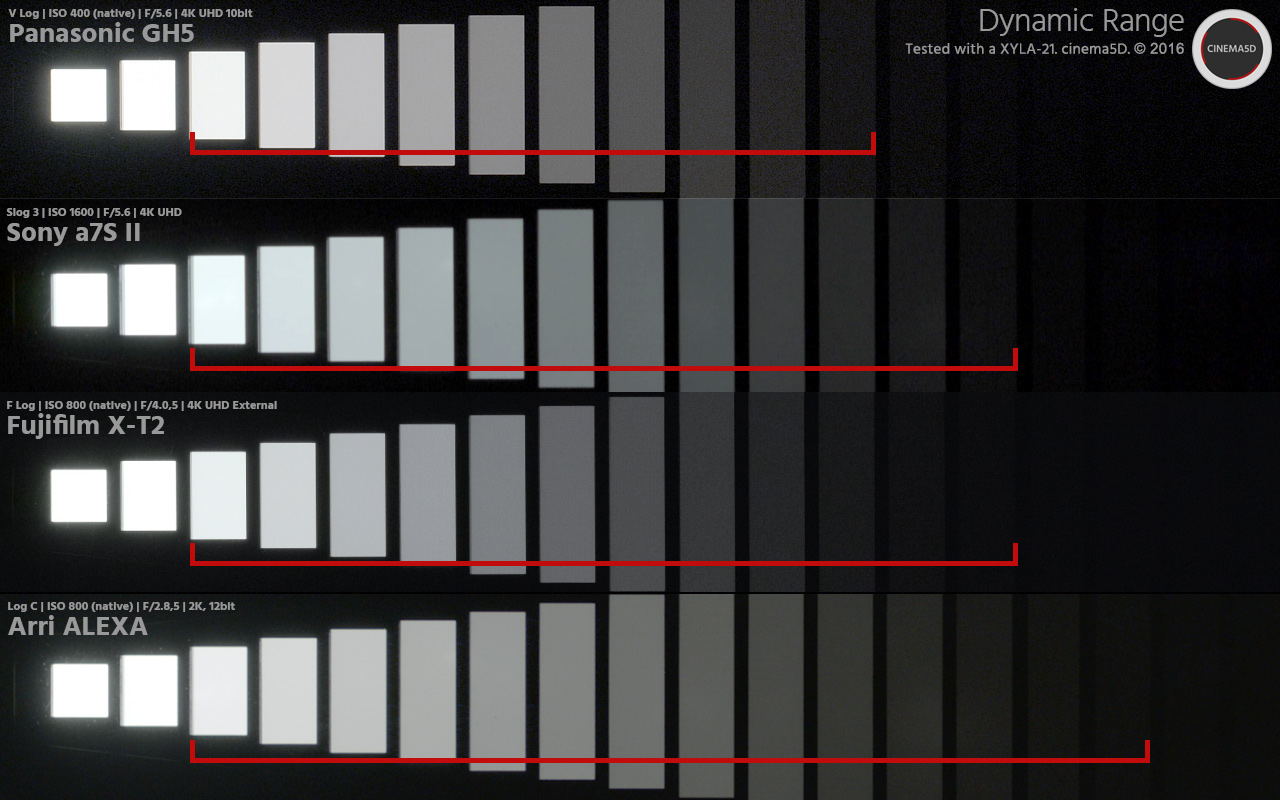 V Log | ISO 400 (native) | F/5.6 | 4K UHD 10bit
Panasonic GH5
Dynamic Range
Tested with a XYLA-21. cinema5D. © 2016
CINEMA5D
Slog 3 | ISO 1600 | F/5.6 | 4K UHD
Sony a7S II
F Log | ISO 800 (native) | F/4.0,5 | 4K UHD External
Fujifilm X-T2
Log C | ISO 800 (native) | F/2.8,5 | 2K, 12bit
Arri ALEXA